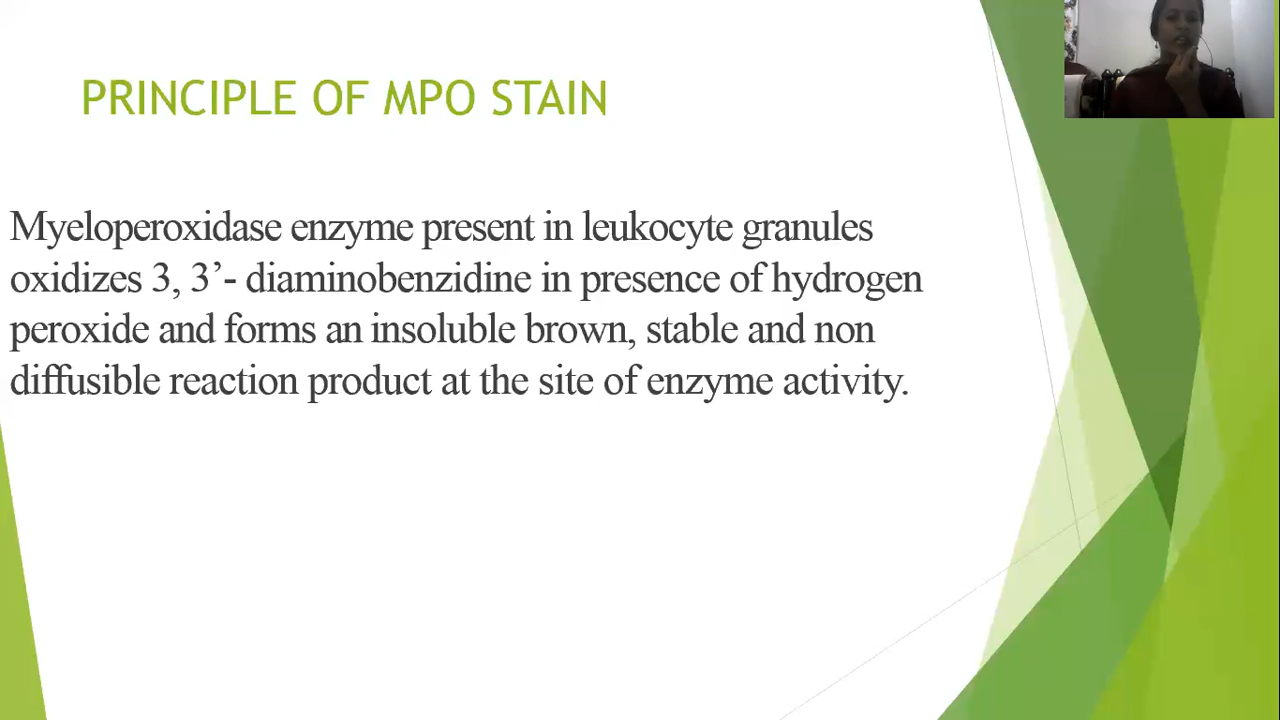 PRINCIPLE OF MPO STAIN
Myeloperoxidase enzyme present in leukocyte granules
oxidizes 3, 3’- diaminobenzidine in presence of hydrogen
peroxide and forms an insoluble brown, stable and non
diffusible reaction product at the site of enzyme activity.